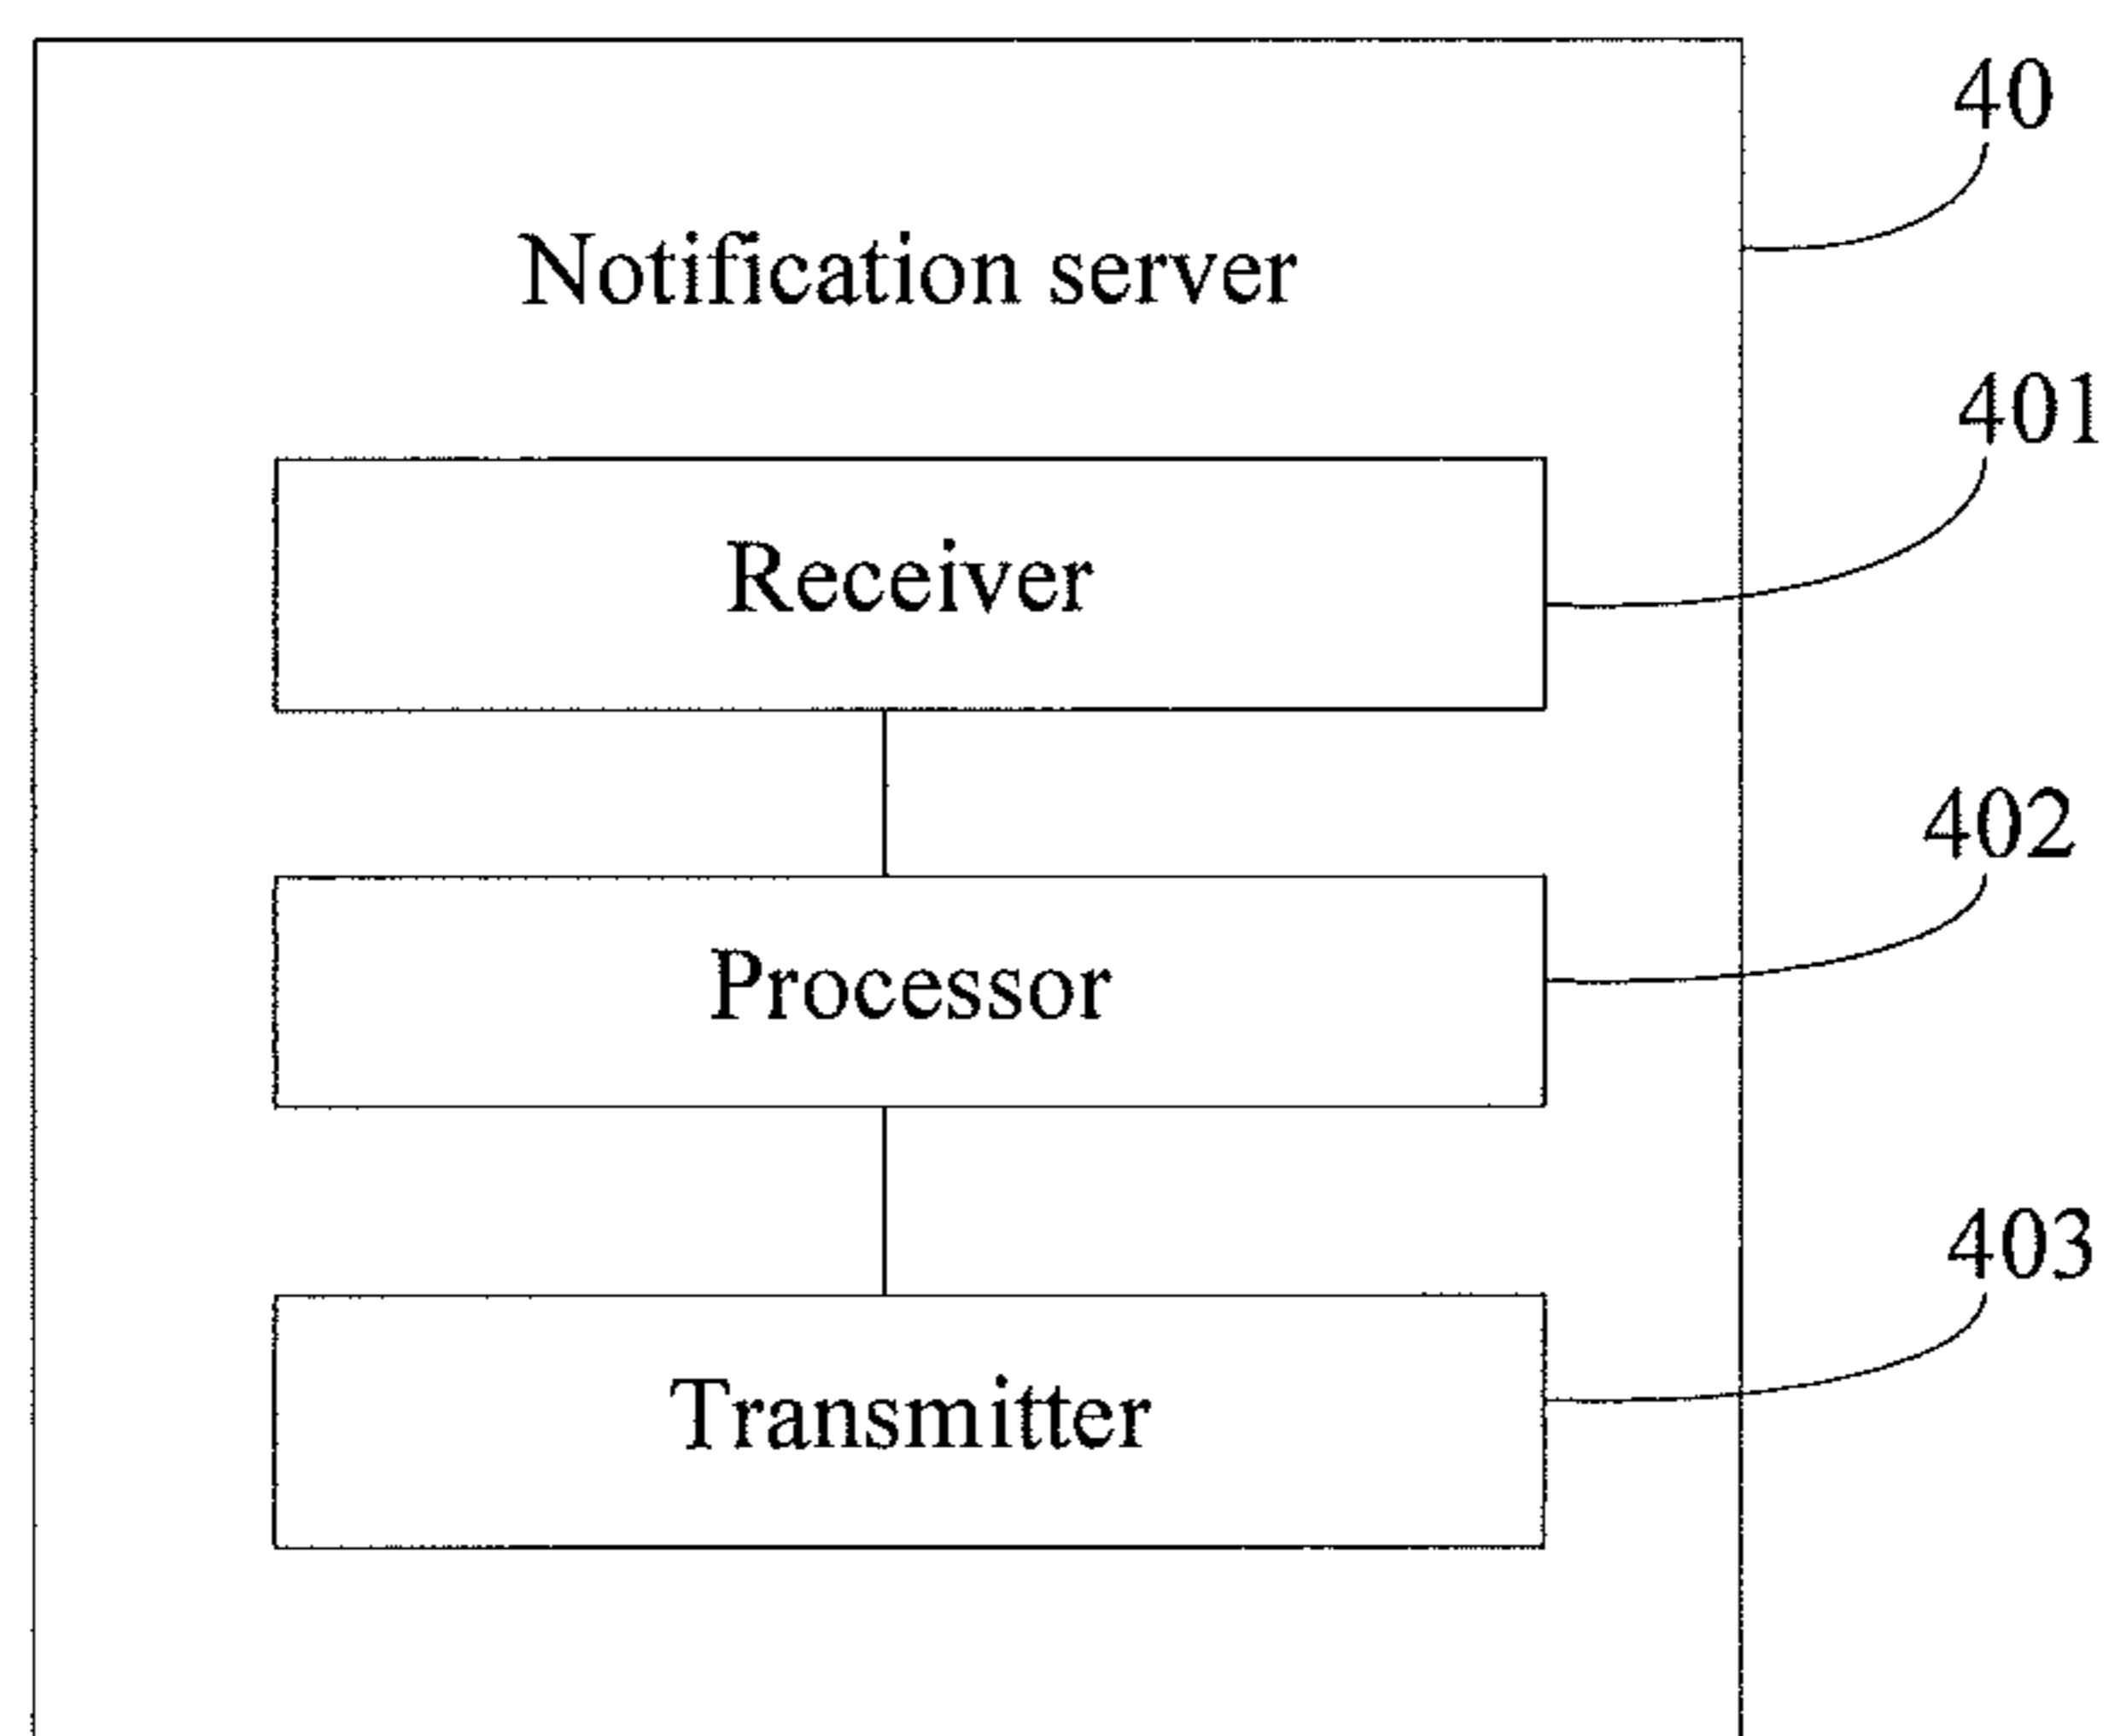 40
Notification server
401
Receiver
402
Processor
403
Transmitter